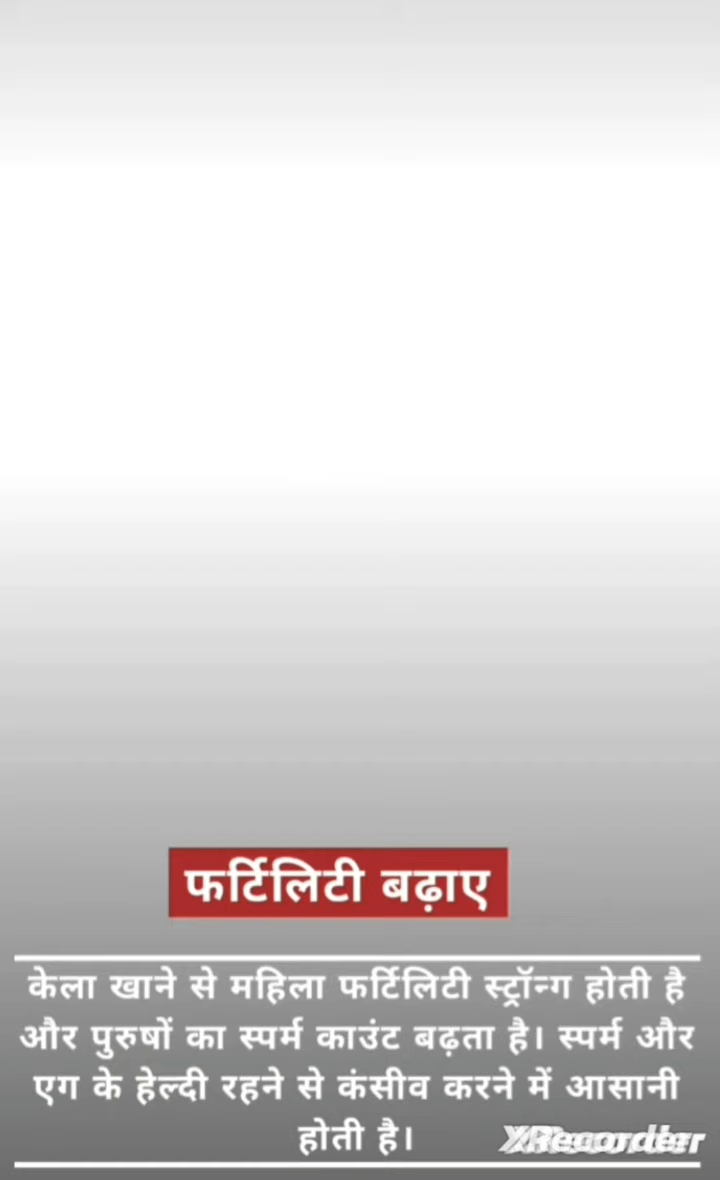 फर्टिलिटी बढ़ाए
केला खाने से महिला फर्टिलिटी स्ट्रॉन्ग होती है
और पुरुषों का स्पर्म काउंट बढ़ता है। स्पर्म और
एग के हेल्दी रहने से कंसीव करने में आसानी
होती है।
XRecorder